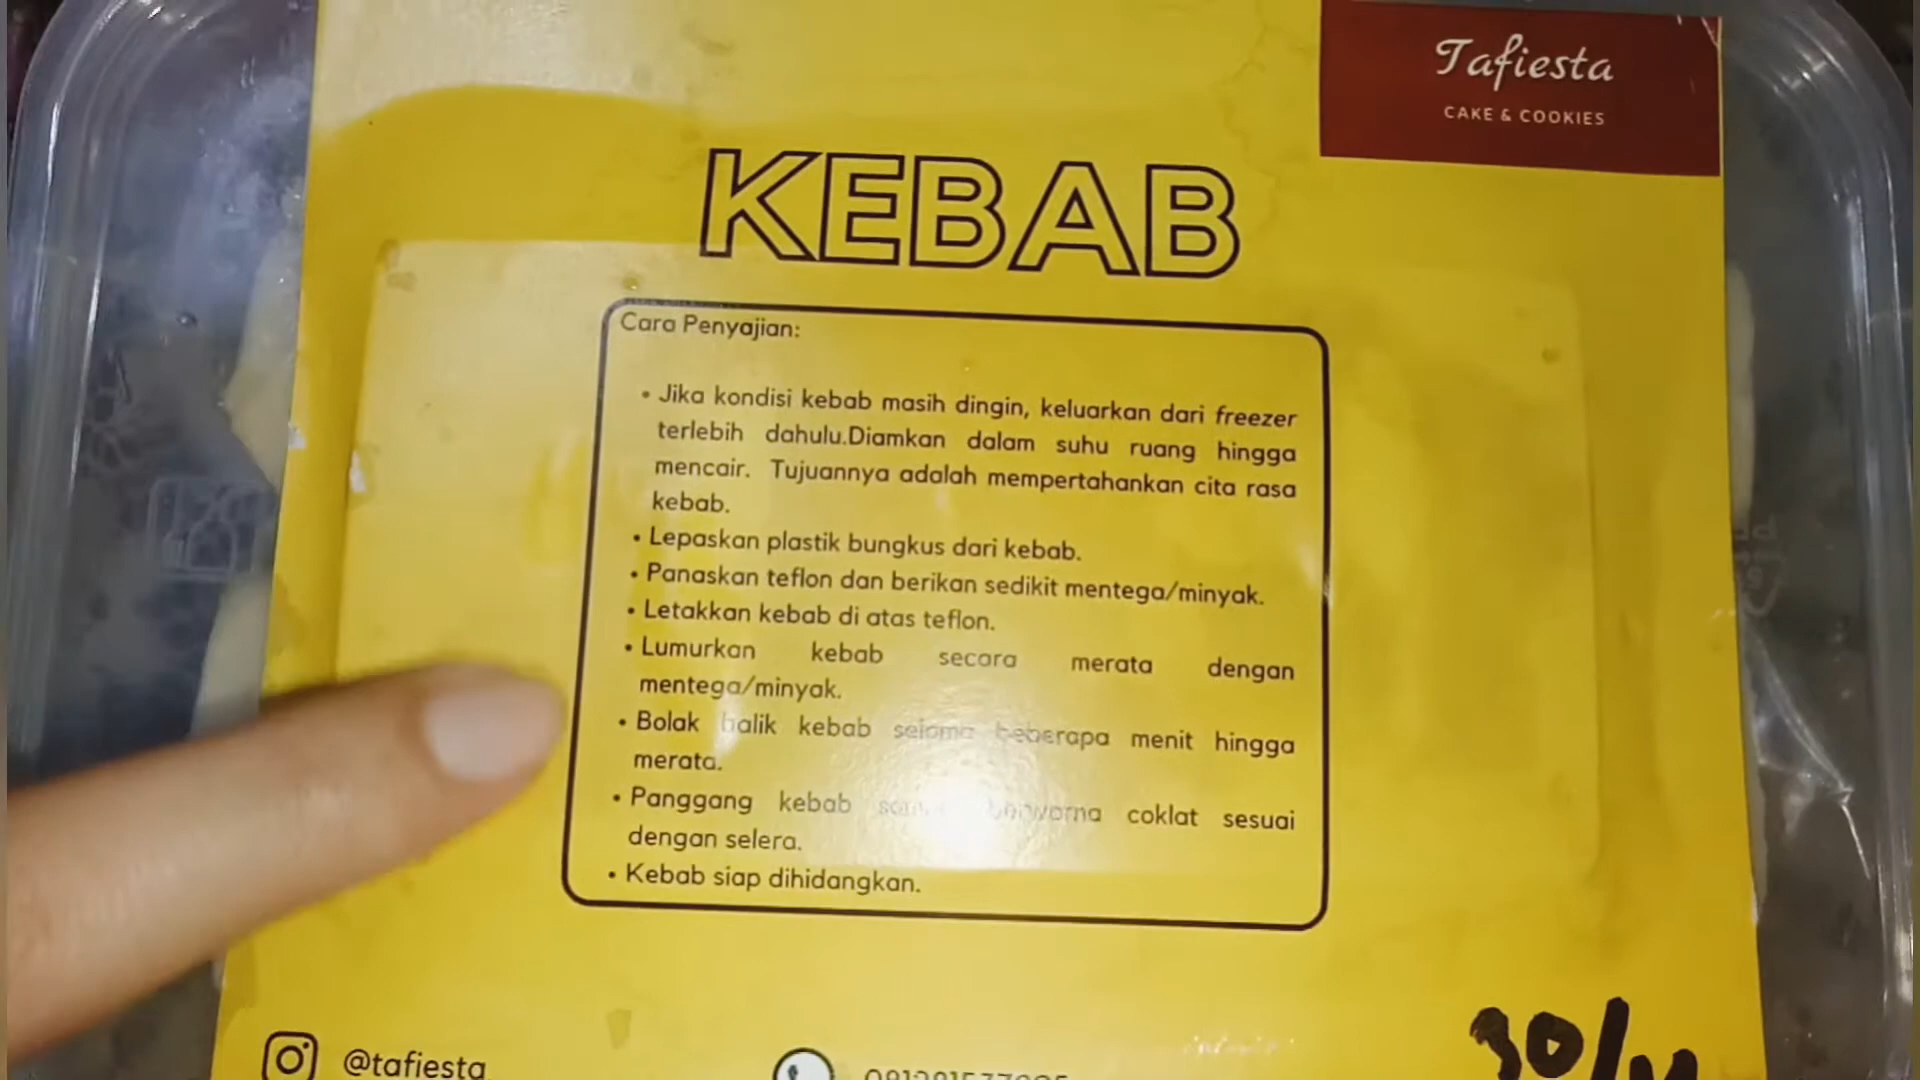 Tafiesta
CAKE & COOKIES
KEBAB
Cara Penyajian:
• Jika kondisi kebab masih dingin, keluarkan dari freezer
terlebih dahulu.Diamkan dalam suhu ruang hingga
mencair. Tujuannya adalah mempertahankan cita rasa
kebab.
• Lepaskan plastik bungkus dari kebab.
• Panaskan teflon dan berikan sedikit mentega/minyak.
• Letakkan kebab di atas teflon.
• Lumurkan kebab secara merata dengan
mentega/minyak.
• Bolak balik kebab selama beberapa menit hingga
merata.
• Panggang kebab berwarna coklat sesuai
dengan selera.
• Kebab siap dihidangkan.
@tafiesta